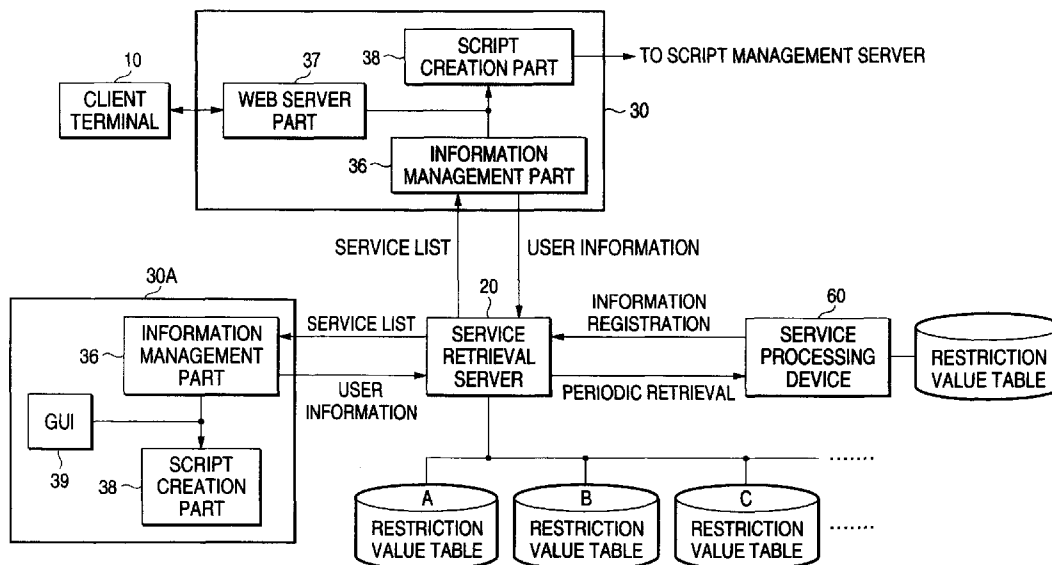 SCRIPT
CREATION PART
38
TO SCRIPT MANAGEMENT SERVER
10
CLIENT
TERMINAL
37
WEB SERVER
PART
30
36
INFORMATION
MANAGEMENT PART
SERVICE LIST
USER INFORMATION
30A
INFORMATION
MANAGEMENT
PART
36
SERVICE LIST
USER
INFORMATION
20
SERVICE
RETRIEVAL
SERVER
INFORMATION
REGISTRATION
PERIODIC RETRIEVAL
60
SERVICE
PROCESSING
DEVICE
RESTRICTION
VALUE TABLE
GUI
39
38
SCRIPT
CREATION
PART
A
RESTRICTION
VALUE TABLE
B
RESTRICTION
VALUE TABLE
C
RESTRICTION
VALUE TABLE
.......
.......